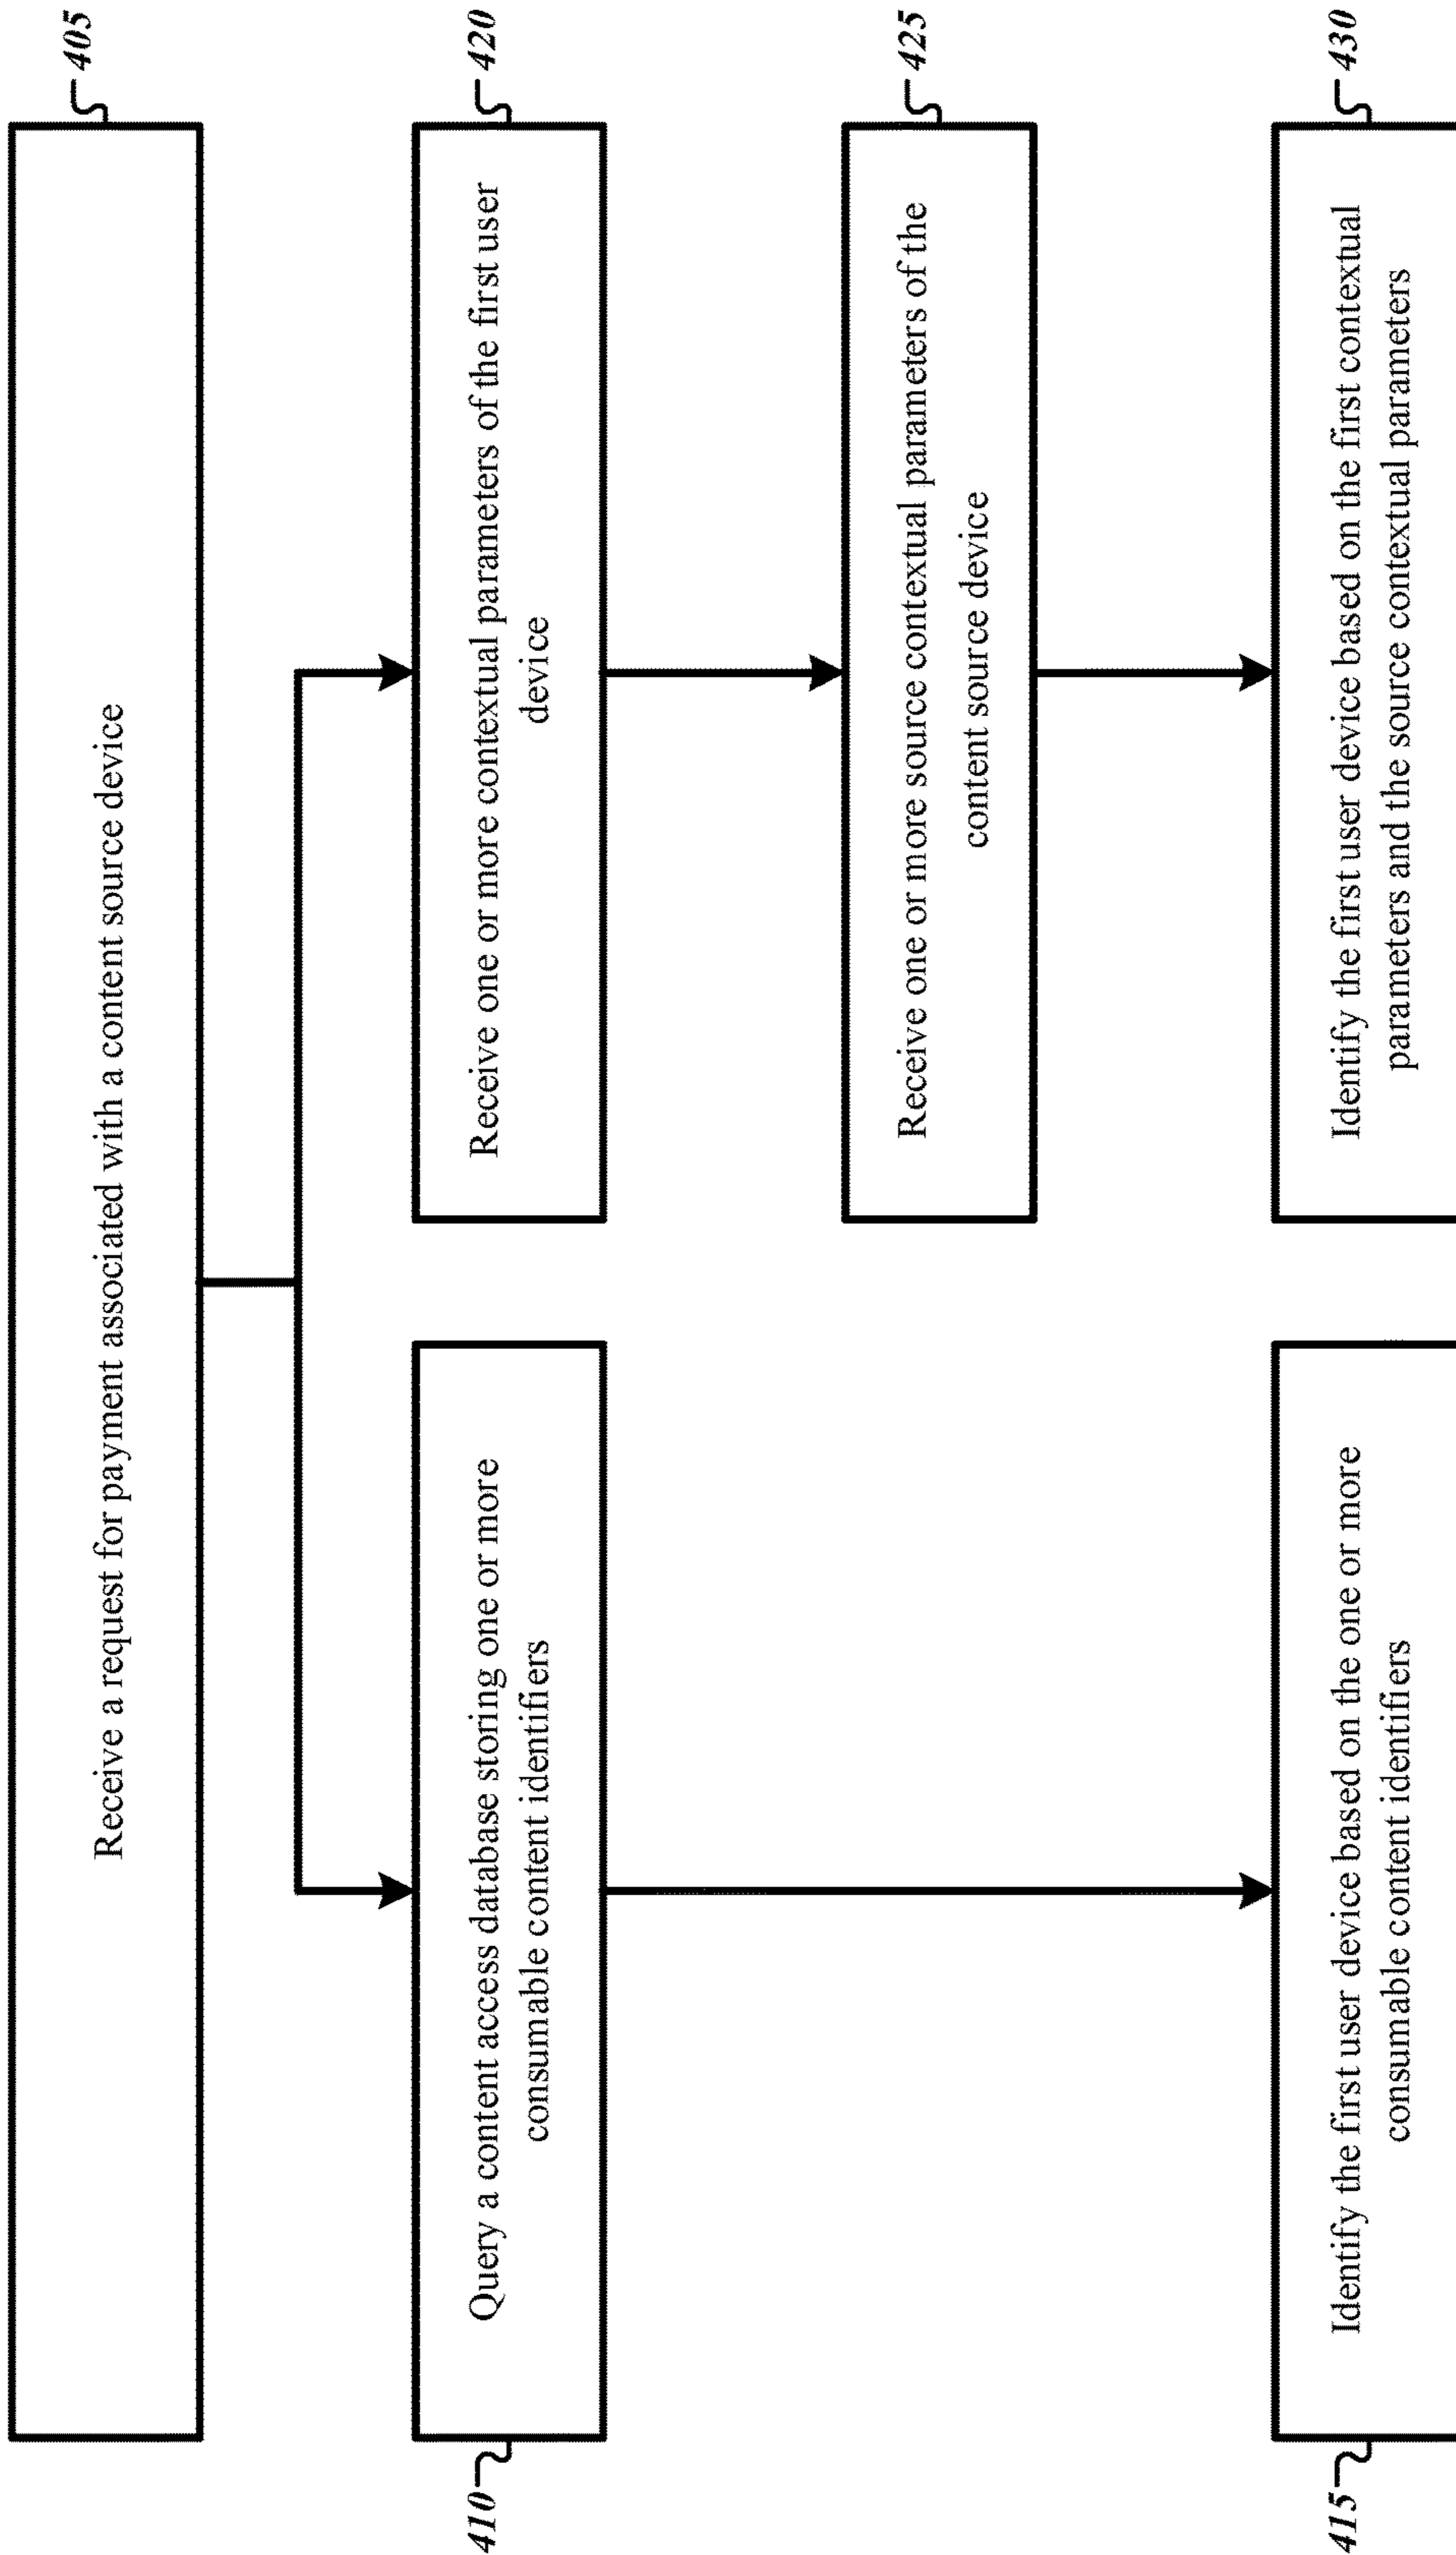 Receive a request for payment associated with a content source device
405
410
Query a content access database storing one or more
consumable content identifiers
Receive one or more contextual parameters of the first user
device
420
Receive one or more source contextual parameters of the
content source device
425
415
Identify the first user device based on the one or more
consumable content identifiers
Identify the first user device based on the first contextual
parameters and the source contextual parameters
430